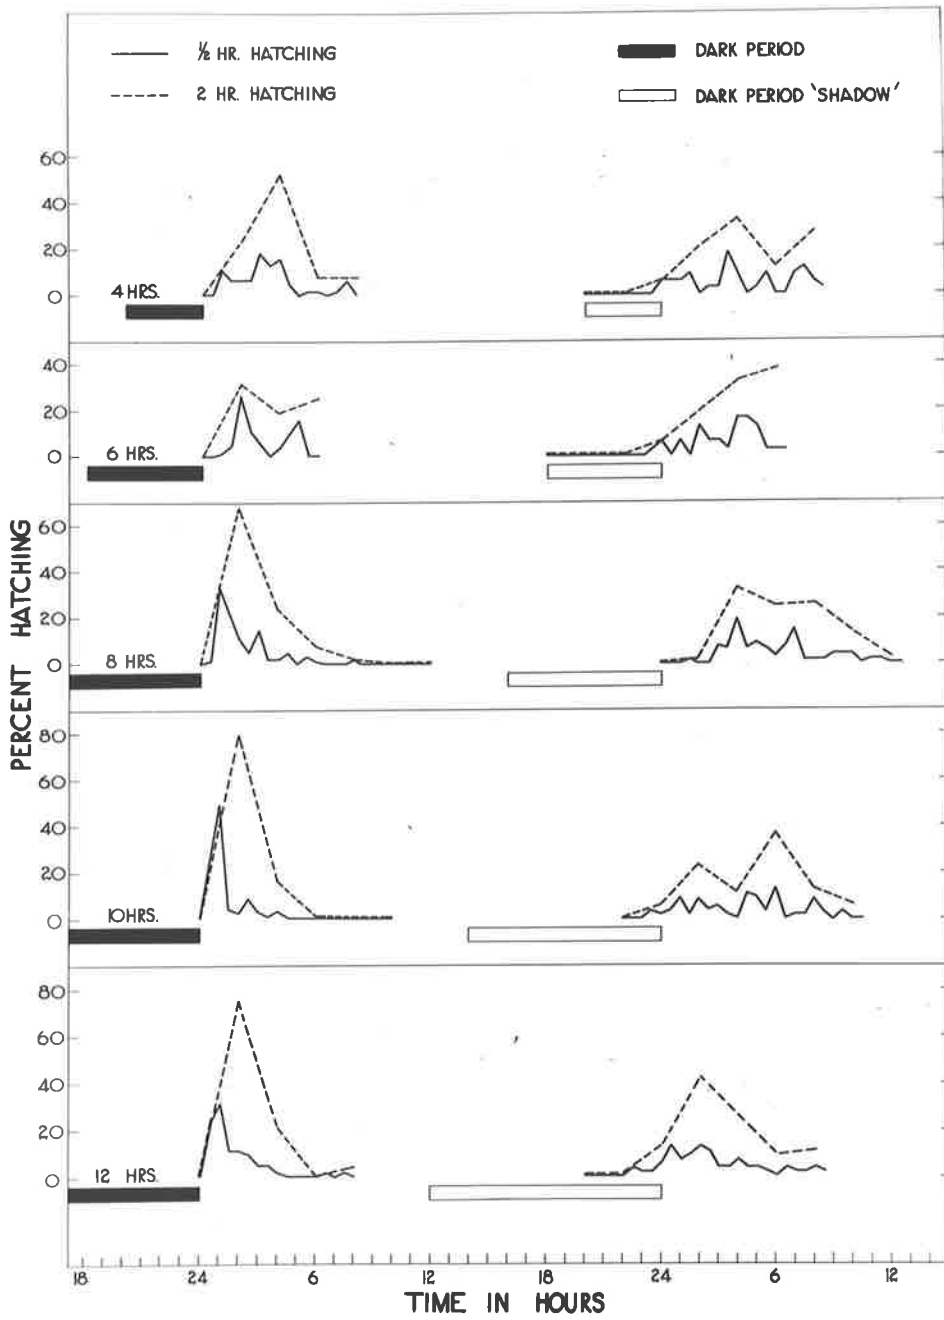 ½ HR. HATCHING
2 HR. HATCHING
DARK PERIOD
DARK PERIOD 'SHADOW'
PERCENT HATCHING
60
40
20
0
4 HRS.
40
20
0
6 HRS.
60
40
20
0
8 HRS.
80
60
40
20
0
10HRS.
80
60
40
20
0
12 HRS.
18 24 6 12 18 24 6 12
TIME IN HOURS